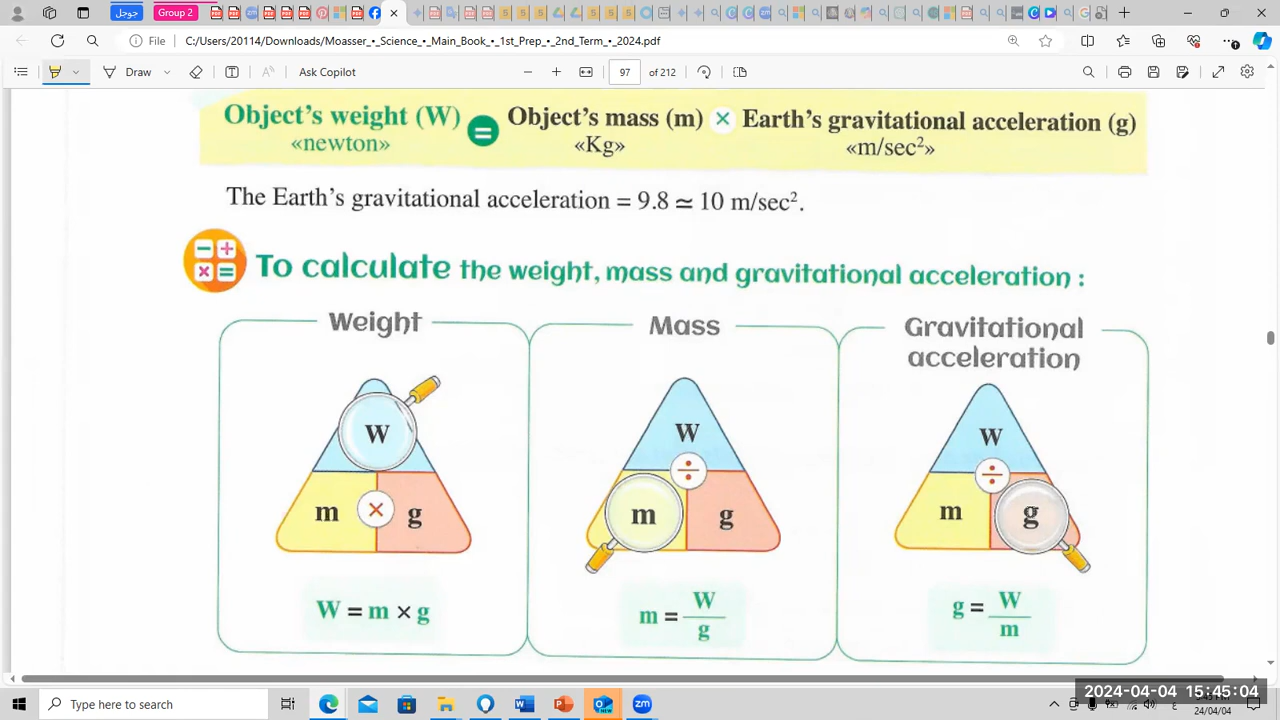 جوجل
Group 2
File
C:/Users/20114/Downloads/Moasser_-_Science_-_Main_Book_-_1st_Prep_-_2nd_Term_-_2024.pdf
Draw
Ask Copilot
97
of 212
Object's weight (W) = Object's mass (m) × Earth's gravitational acceleration (g)
«newton» «Kg» «m/sec²»
The Earth's gravitational acceleration = 9.8 ≃ 10 m/sec².
− +
× =
To calculate the weight, mass and gravitational acceleration :
Weight
Mass
Gravitational
acceleration
W
m × g
W = m × g
W
÷
m g
m = W/g
W
÷
m g
g = W/m
Type here to search
2024-04-04 15:45:04
24/04/04